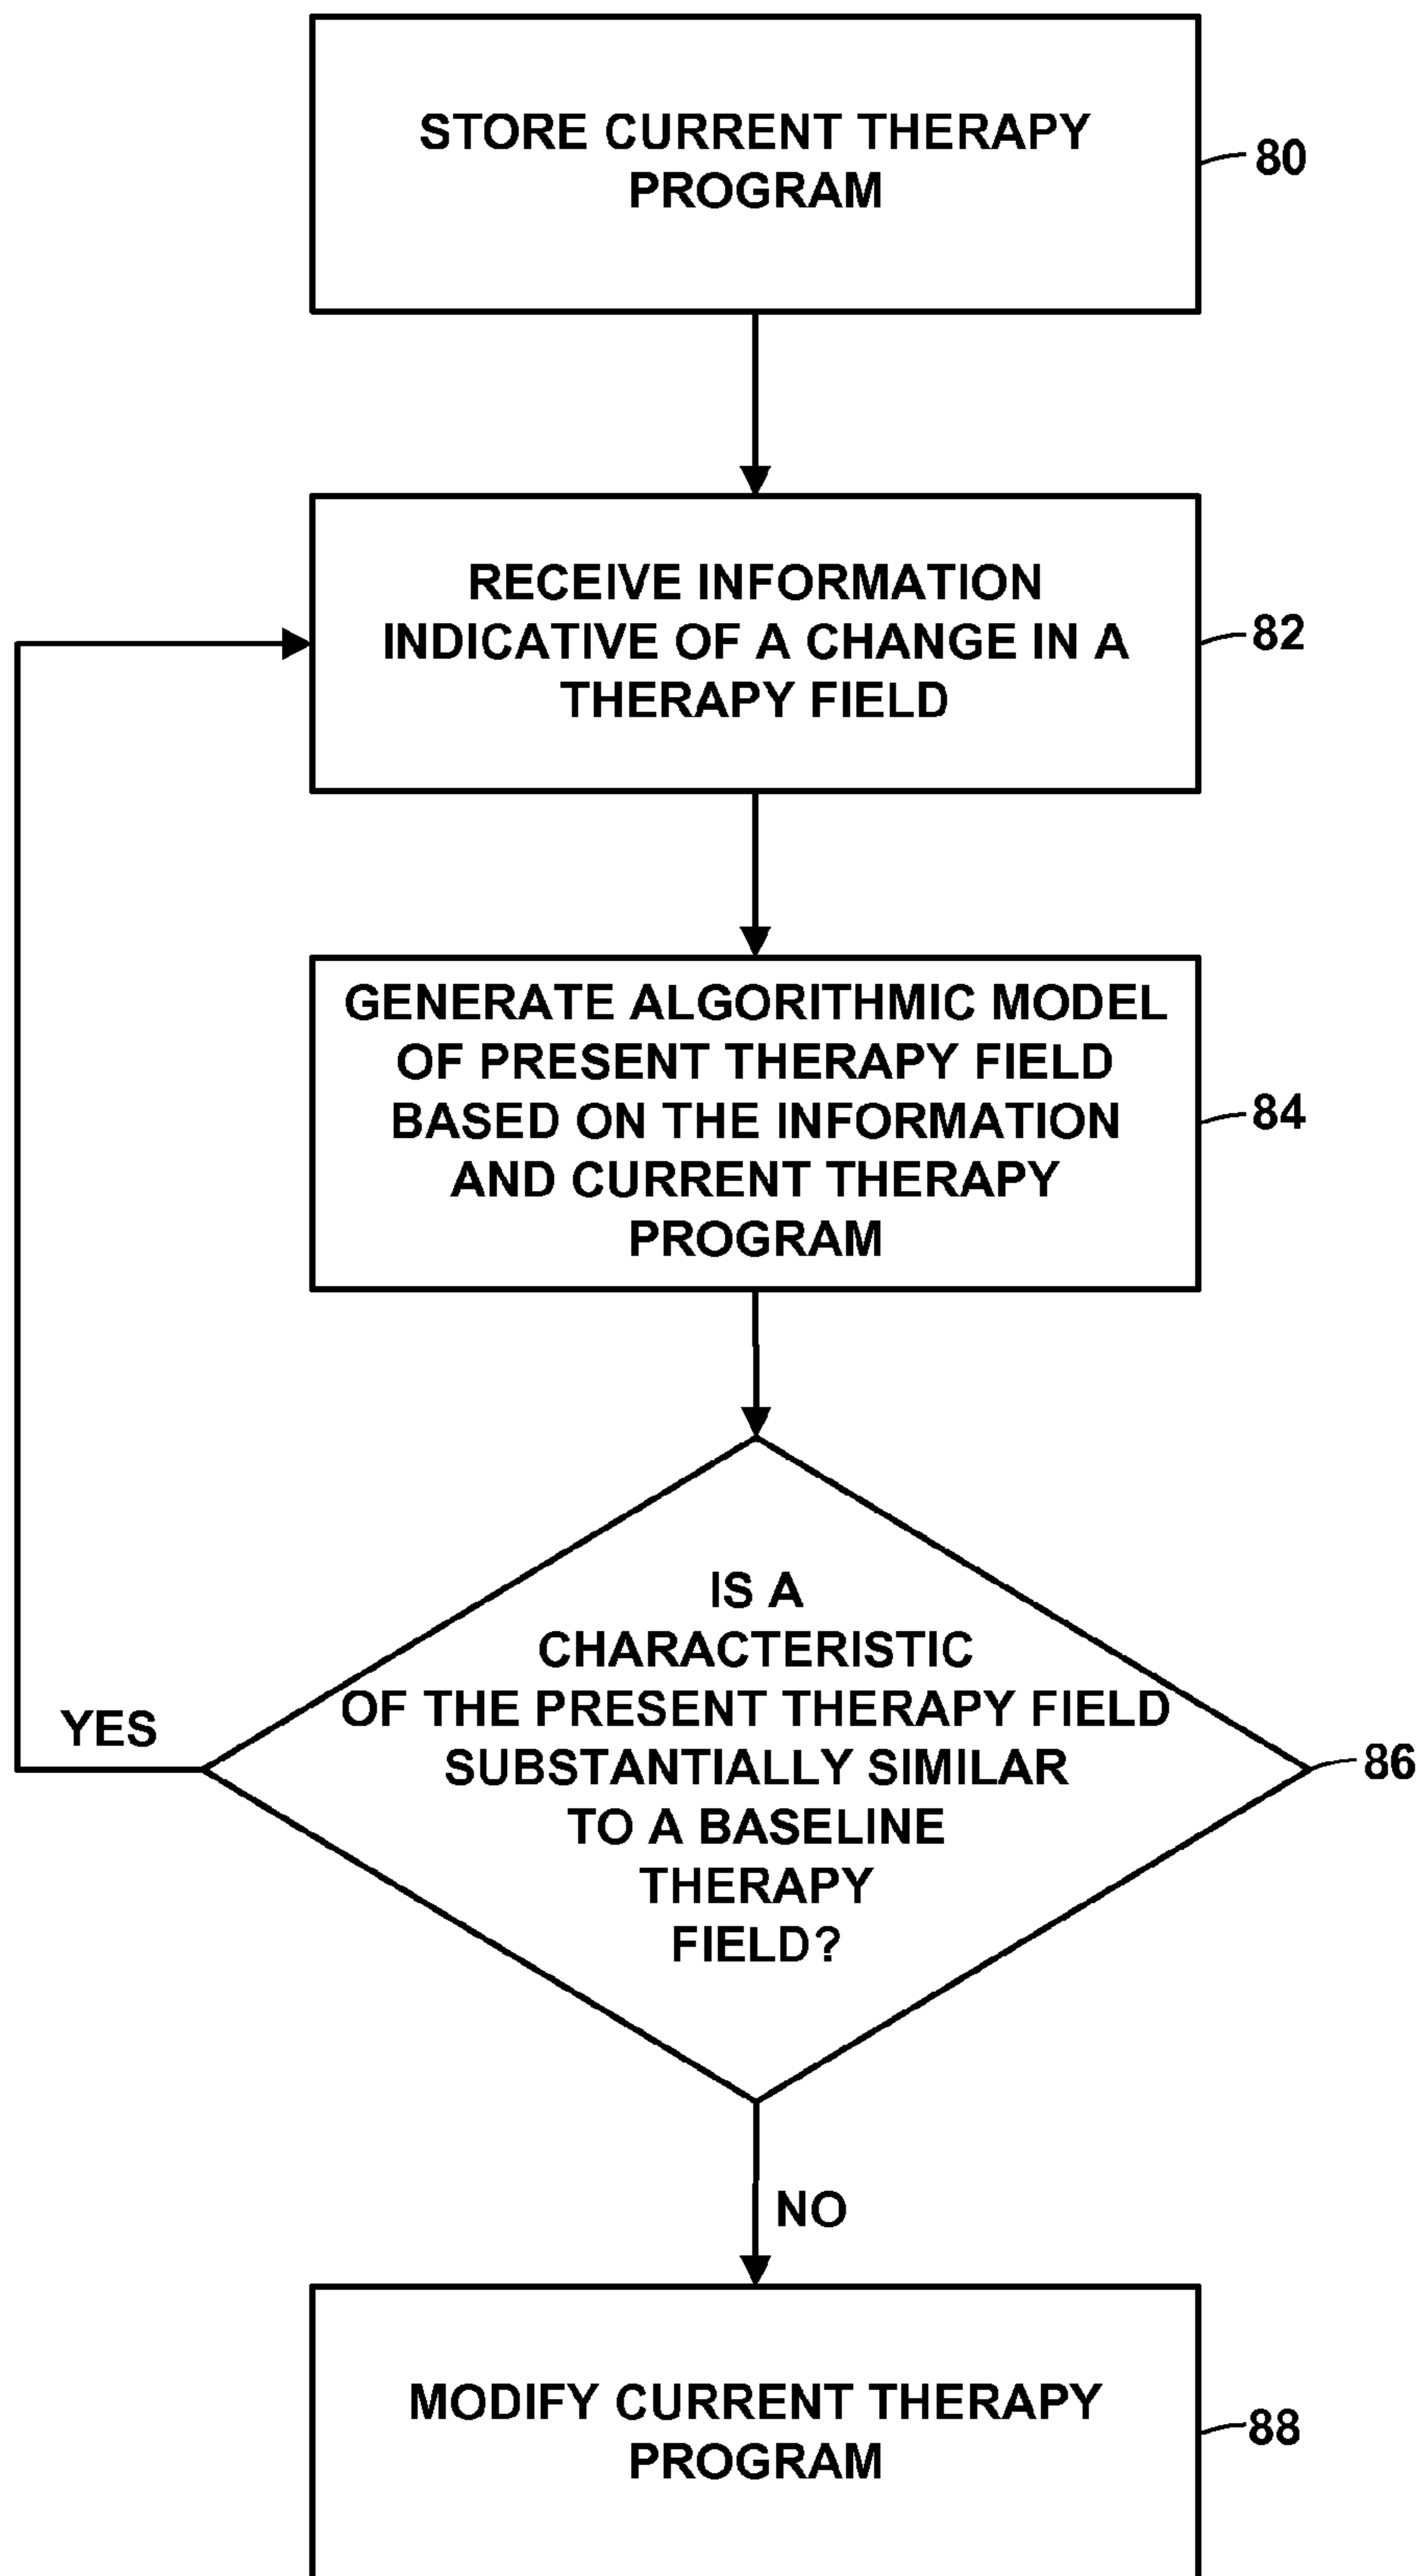 STORE CURRENT THERAPY
PROGRAM
80
RECEIVE INFORMATION
INDICATIVE OF A CHANGE IN A
THERAPY FIELD
82
GENERATE ALGORITHMIC MODEL
OF PRESENT THERAPY FIELD
BASED ON THE INFORMATION
AND CURRENT THERAPY
PROGRAM
84
IS A
CHARACTERISTIC
OF THE PRESENT THERAPY FIELD
SUBSTANTIALLY SIMILAR
TO A BASELINE
THERAPY
FIELD?
YES
86
NO
MODIFY CURRENT THERAPY
PROGRAM
88